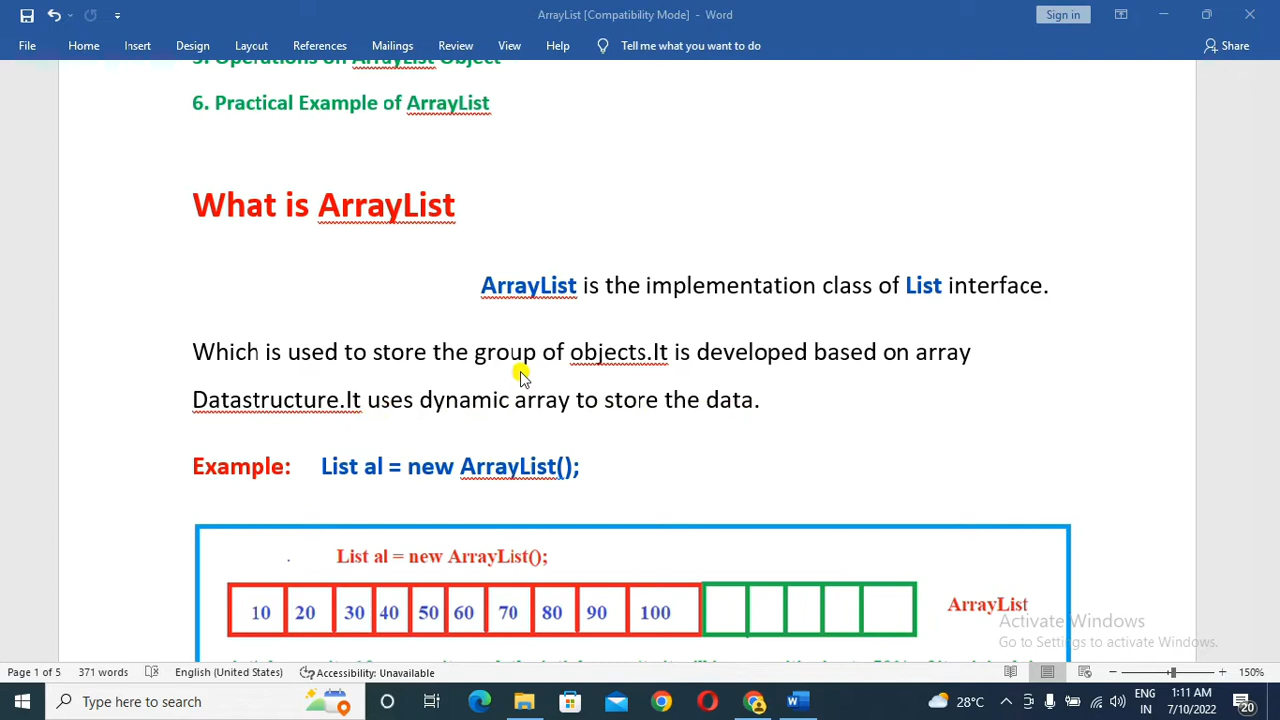 ArrayList [Compatibility Mode] - Word
Sign in
File Home Insert Design Layout References Mailings Review View Help Tell me what you want to do Share
5. Operations on ArrayList Object
6. Practical Example of ArrayList
What is ArrayList
ArrayList is the implementation class of List interface.
Which is used to store the group of objects.It is developed based on array
Datastructure.It uses dynamic array to store the data.
Example: List al = new ArrayList();
List al = new ArrayList();
10 20 30 40 50 60 70 80 90 100
ArrayList
Activate Windows
Go to Settings to activate Windows.
Page 1 of 5 371 words English (United States) Accessibility: Unavailable 150%
Type here to search 28°C ENG 1:11 AM
IN 7/10/2022 20